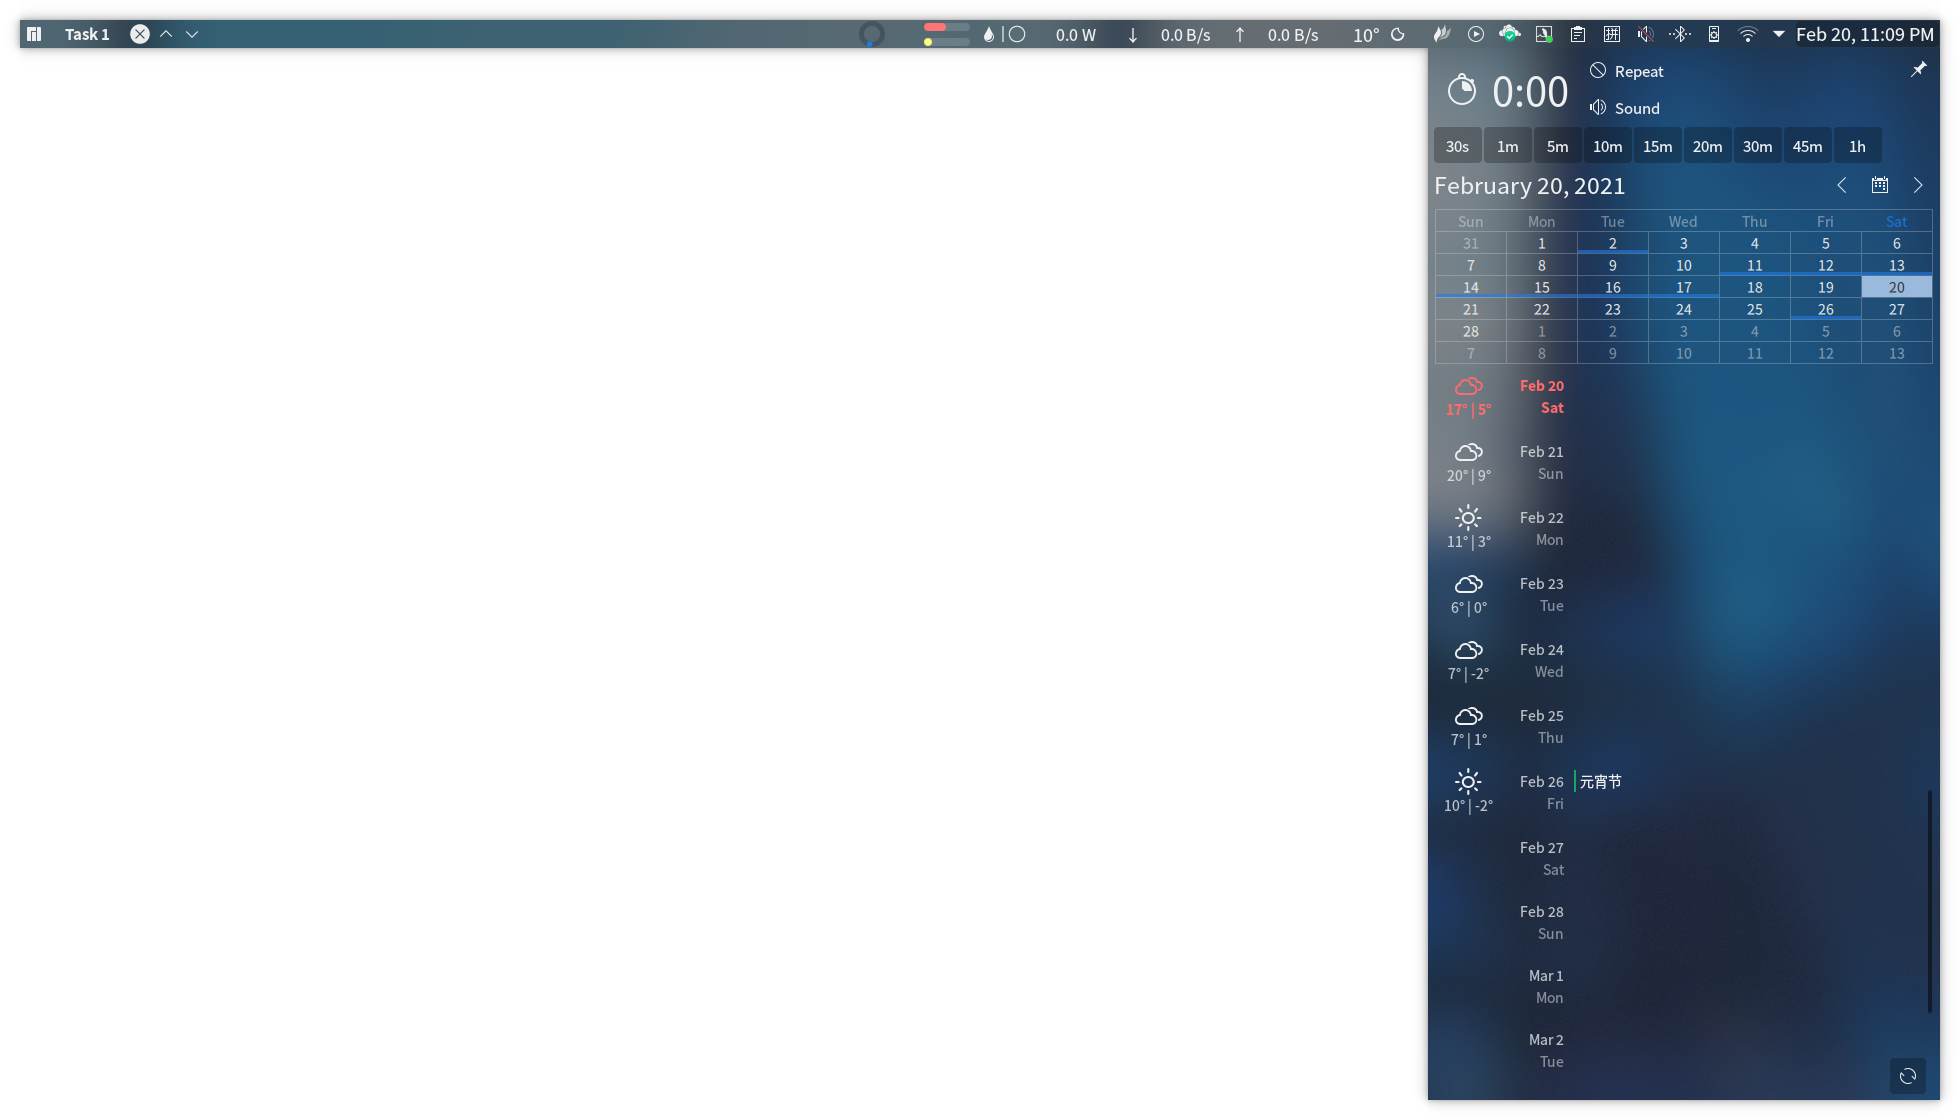 Task 1
0.0 W ↓ 0.0 B/s ↑ 0.0 B/s 10° 拼 Feb 20, 11:09 PM
0:00
Repeat
Sound
30s 1m 5m 10m 15m 20m 30m 45m 1h
February 20, 2021
Sun Mon Tue Wed Thu Fri Sat
31 1 2 3 4 5 6
7 8 9 10 11 12 13
14 15 16 17 18 19 20
21 22 23 24 25 26 27
28 1 2 3 4 5 6
7 8 9 10 11 12 13
Feb 20
17° | 5° Sat
Feb 21
20° | 9° Sun
Feb 22
11° | 3° Mon
Feb 23
6° | 0° Tue
Feb 24
7° | -2° Wed
Feb 25
7° | 1° Thu
Feb 26 元宵节
10° | -2° Fri
Feb 27
Sat
Feb 28
Sun
Mar 1
Mon
Mar 2
Tue